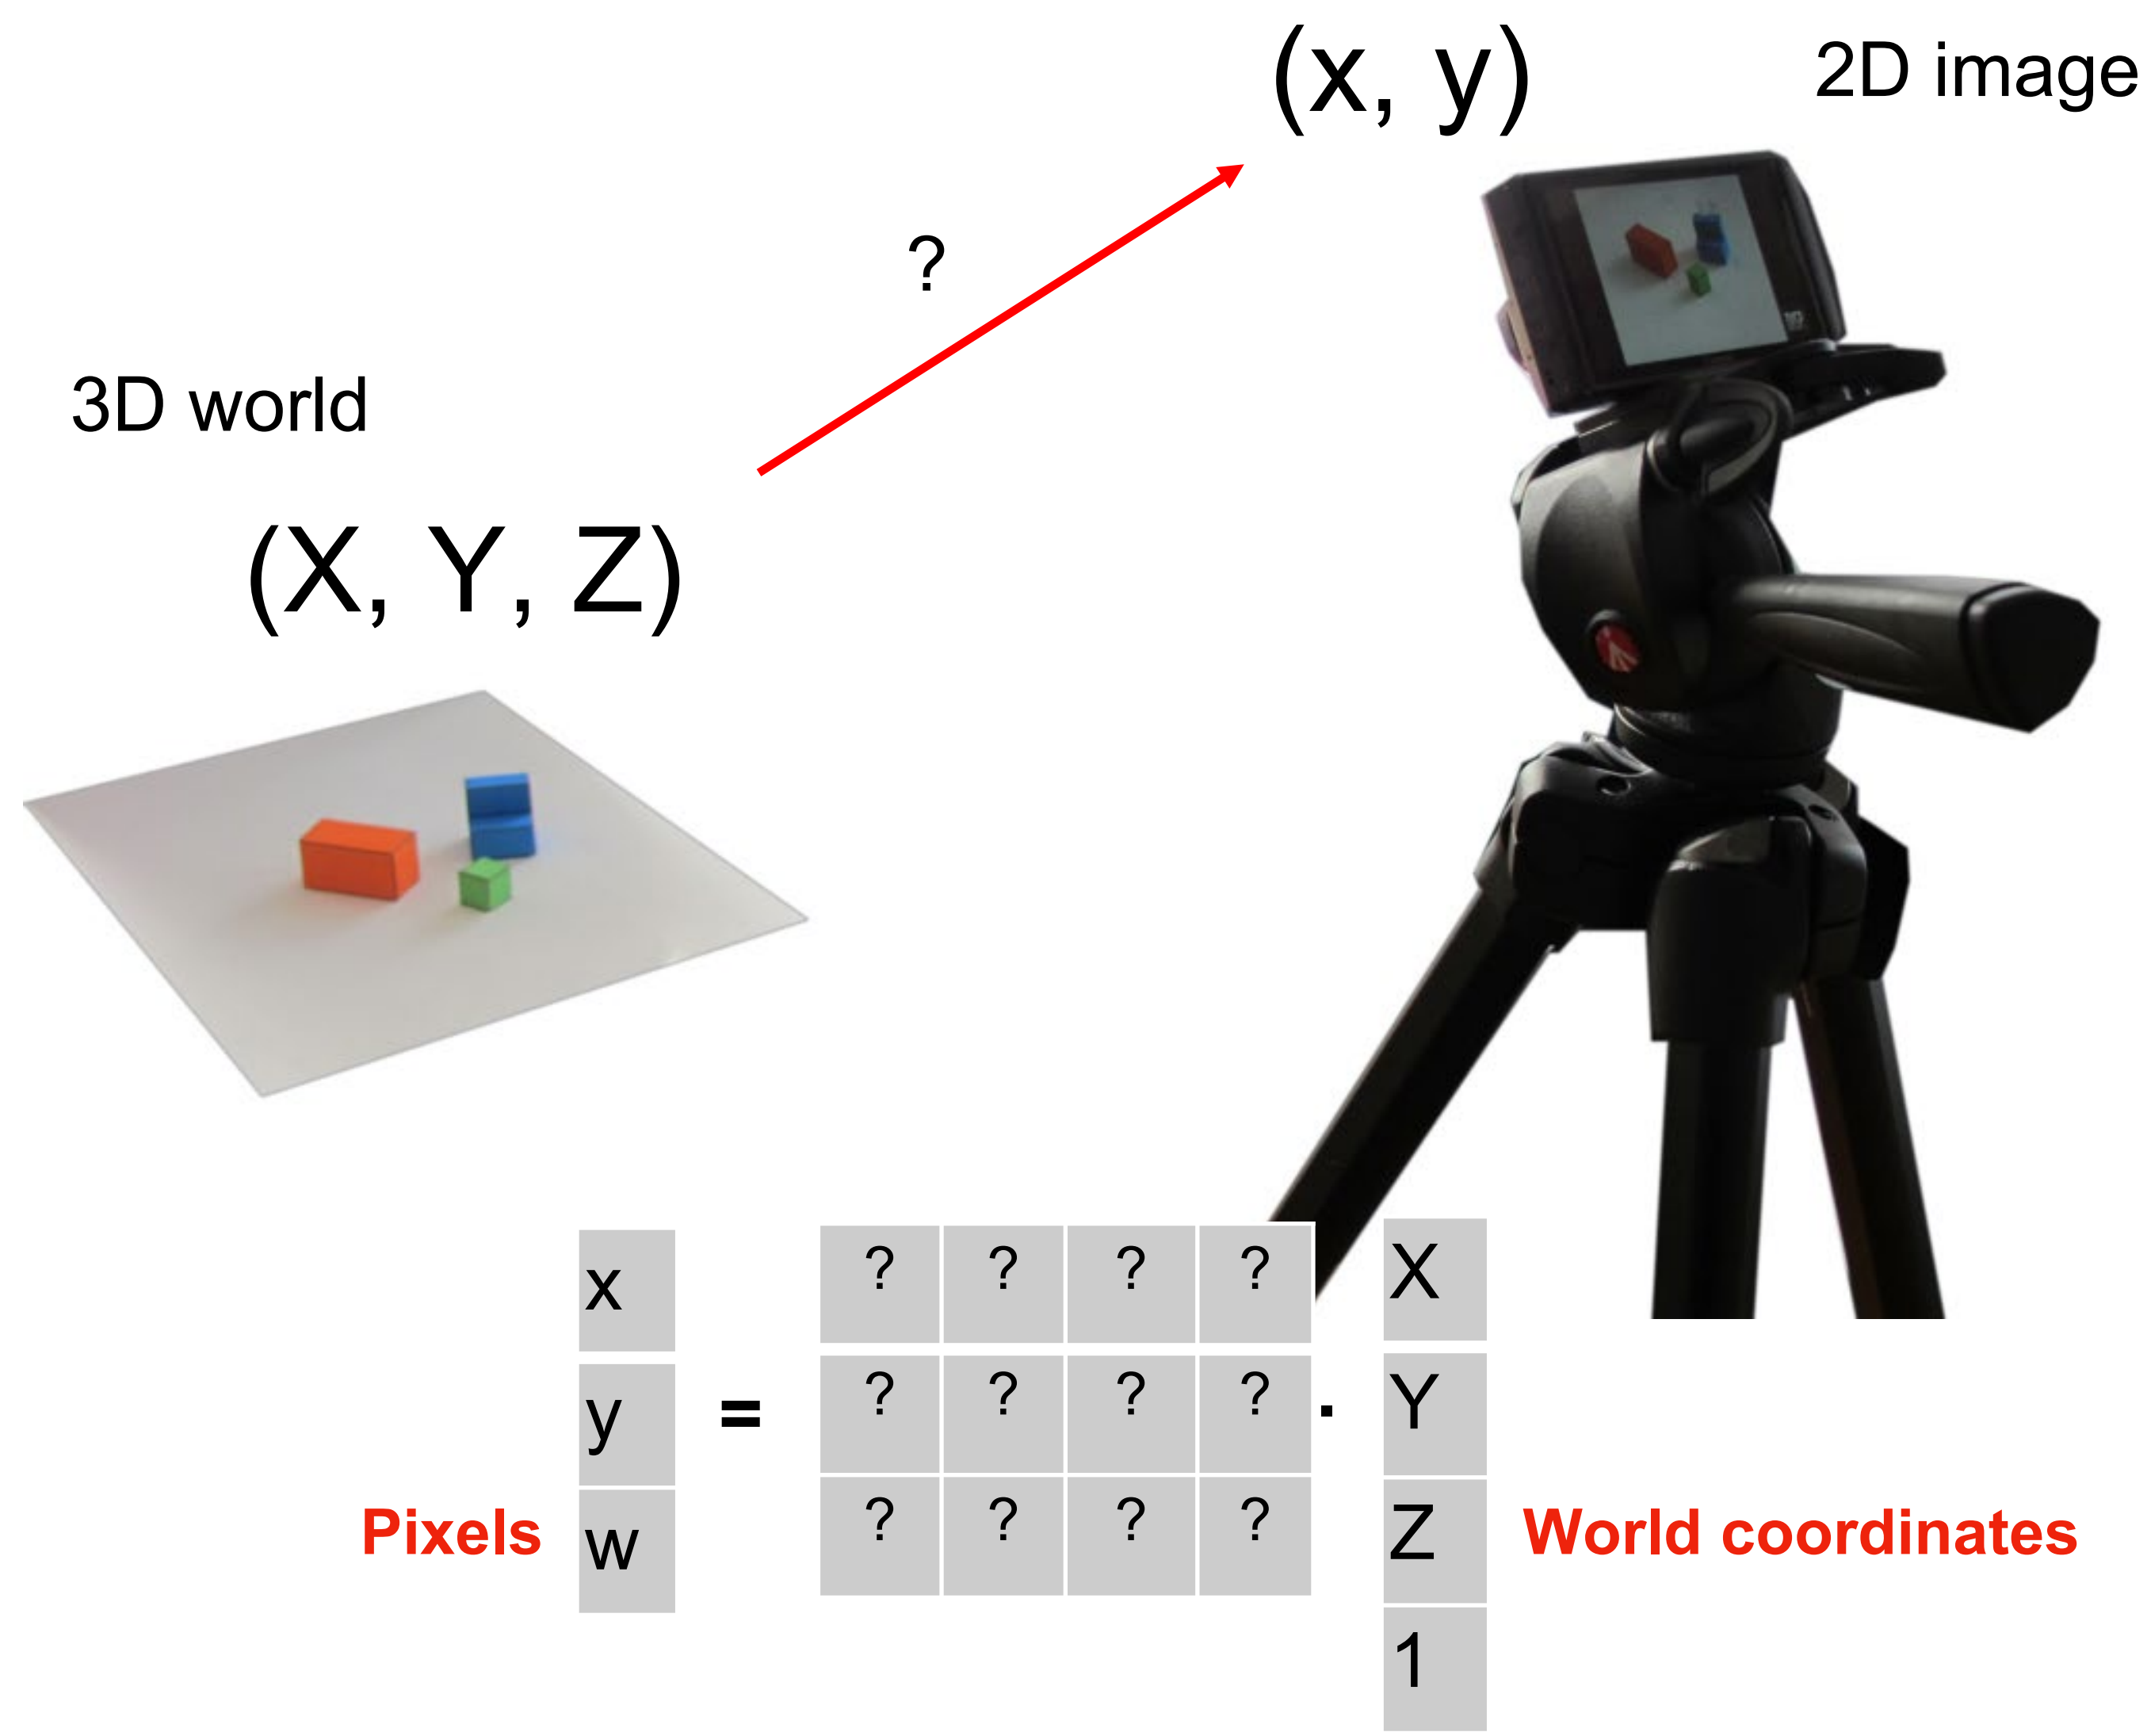 (x, y)
2D image
?
3D world
(X, Y, Z)
x
y
w
Pixels
=
? ? ? ?
? ? ? ?
? ? ? ?
.
X
Y
Z
1
World coordinates